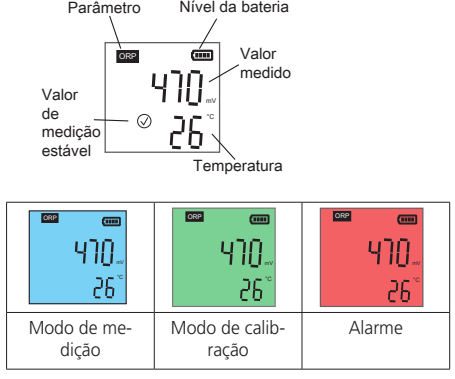 Parâmetro
Nível da bateria
ORP
470 mV
Valor
medido
Valor
de
medição
estável
26 °C
Temperatura
ORP
470 mV
26 °C
ORP
470 mV
26 °C
ORP
470 mV
26 °C
Modo de me-
dição
Modo de calib-
ração
Alarme